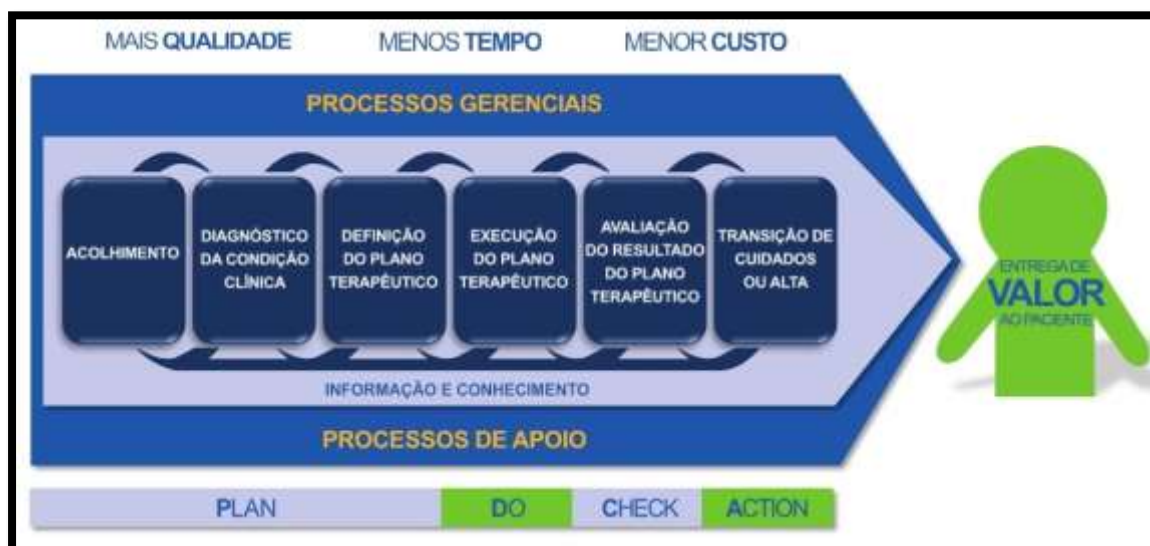 MAIS QUALIDADE
MENOS TEMPO
MENOR CUSTO
PROCESSOS GERENCIAIS
ACOLHIMENTO
DIAGNÓSTICO
DA CONDIÇÃO
CLÍNICA
DEFINIÇÃO
DO PLANO
TERAPÊUTICO
EXECUÇÃO
DO PLANO
TERAPÊUTICO
AVALIAÇÃO
DO RESULTADO
DO PLANO
TERAPÊUTICO
TRANSIÇÃO DE
CUIDADOS
OU ALTA
ENTREGA DE
VALOR
AO PACIENTE
INFORMAÇÃO E CONHECIMENTO
PROCESSOS DE APOIO
PLAN
DO
CHECK
ACTION